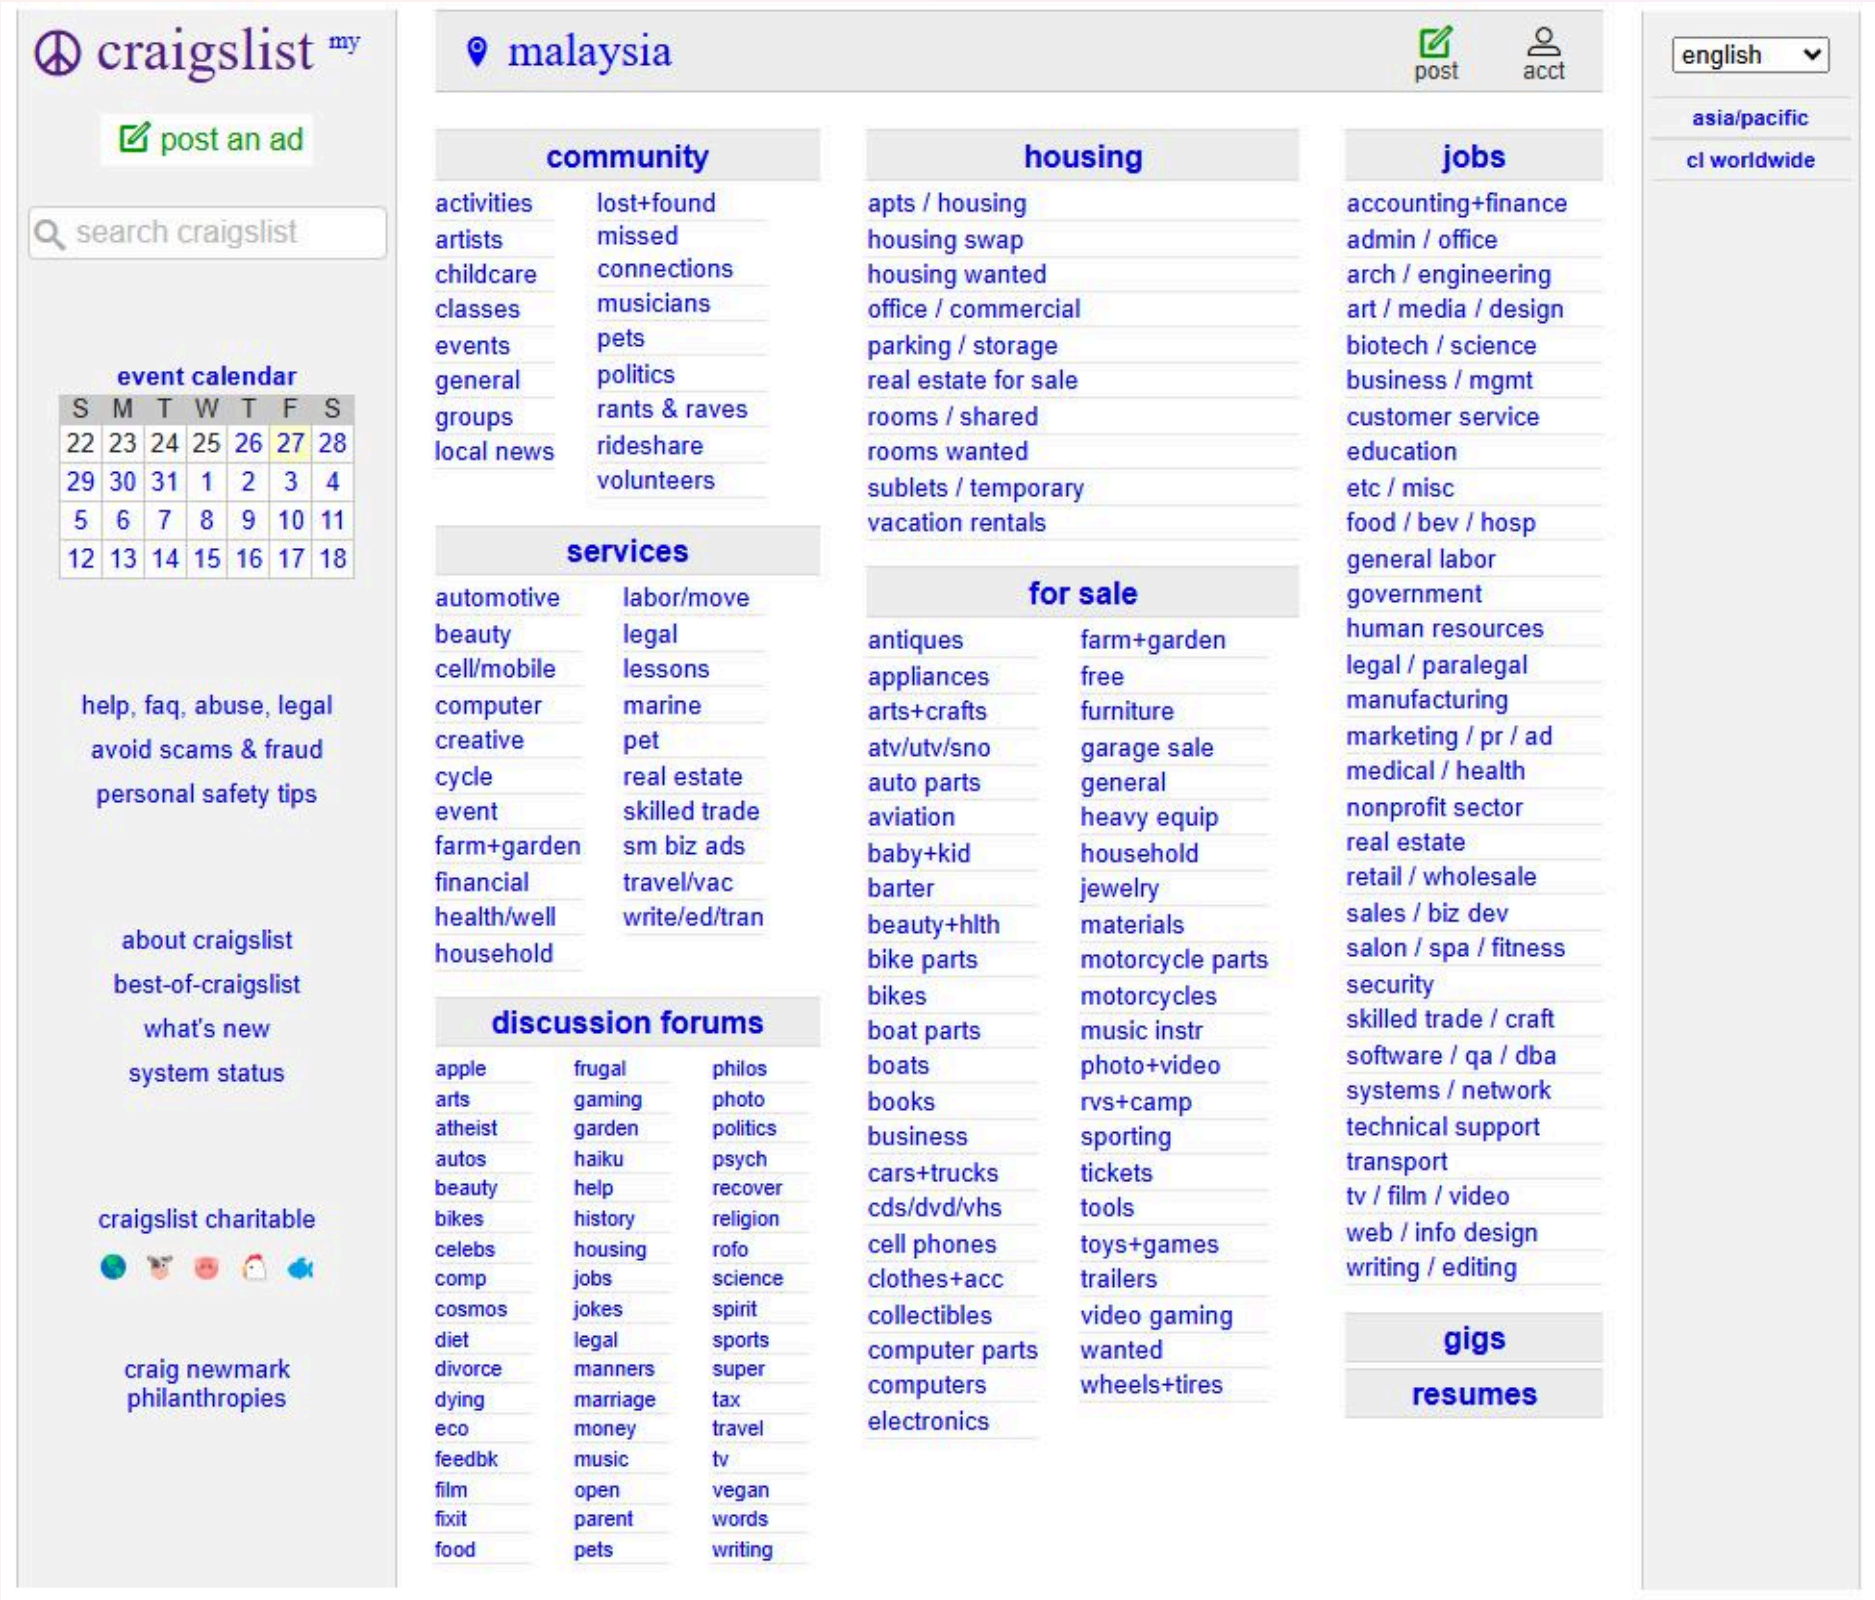 craigslist my
post an ad
search craigslist
event calendar
S M T W T F S
22 23 24 25 26 27 28
29 30 31 1 2 3 4
5 6 7 8 9 10 11
12 13 14 15 16 17 18
help, faq, abuse, legal
avoid scams & fraud
personal safety tips
about craigslist
best-of-craigslist
what's new
system status
craigslist charitable
craig newmark
philanthropies
malaysia
post
acct
community
activities
artists
childcare
classes
events
general
groups
local news
lost+found
missed
connections
musicians
pets
politics
rants & raves
rideshare
volunteers
services
automotive
beauty
cell/mobile
computer
creative
cycle
event
farm+garden
financial
health/well
household
labor/move
legal
lessons
marine
pet
real estate
skilled trade
sm biz ads
travel/vac
write/ed/tran
discussion forums
apple
arts
atheist
autos
beauty
bikes
celebs
comp
cosmos
diet
divorce
dying
eco
feedbk
film
fixit
food
frugal
gaming
garden
haiku
help
history
housing
jobs
jokes
legal
manners
marriage
money
music
open
parent
pets
philos
photo
politics
psych
recover
religion
rofo
science
spirit
sports
super
tax
travel
tv
vegan
words
writing
housing
apts / housing
housing swap
housing wanted
office / commercial
parking / storage
real estate for sale
rooms / shared
rooms wanted
sublets / temporary
vacation rentals
for sale
antiques
appliances
arts+crafts
atv/utv/sno
auto parts
aviation
baby+kid
barter
beauty+hlth
bike parts
bikes
boat parts
boats
books
business
cars+trucks
cds/dvd/vhs
cell phones
clothes+acc
collectibles
computer parts
computers
electronics
farm+garden
free
furniture
garage sale
general
heavy equip
household
jewelry
materials
motorcycle parts
motorcycles
music instr
photo+video
rvs+camp
sporting
tickets
tools
toys+games
trailers
video gaming
wanted
wheels+tires
jobs
accounting+finance
admin / office
arch / engineering
art / media / design
biotech / science
business / mgmt
customer service
education
etc / misc
food / bev / hosp
general labor
government
human resources
legal / paralegal
manufacturing
marketing / pr / ad
medical / health
nonprofit sector
real estate
retail / wholesale
sales / biz dev
salon / spa / fitness
security
skilled trade / craft
software / qa / dba
systems / network
technical support
transport
tv / film / video
web / info design
writing / editing
gigs
resumes
english
asia/pacific
cl worldwide